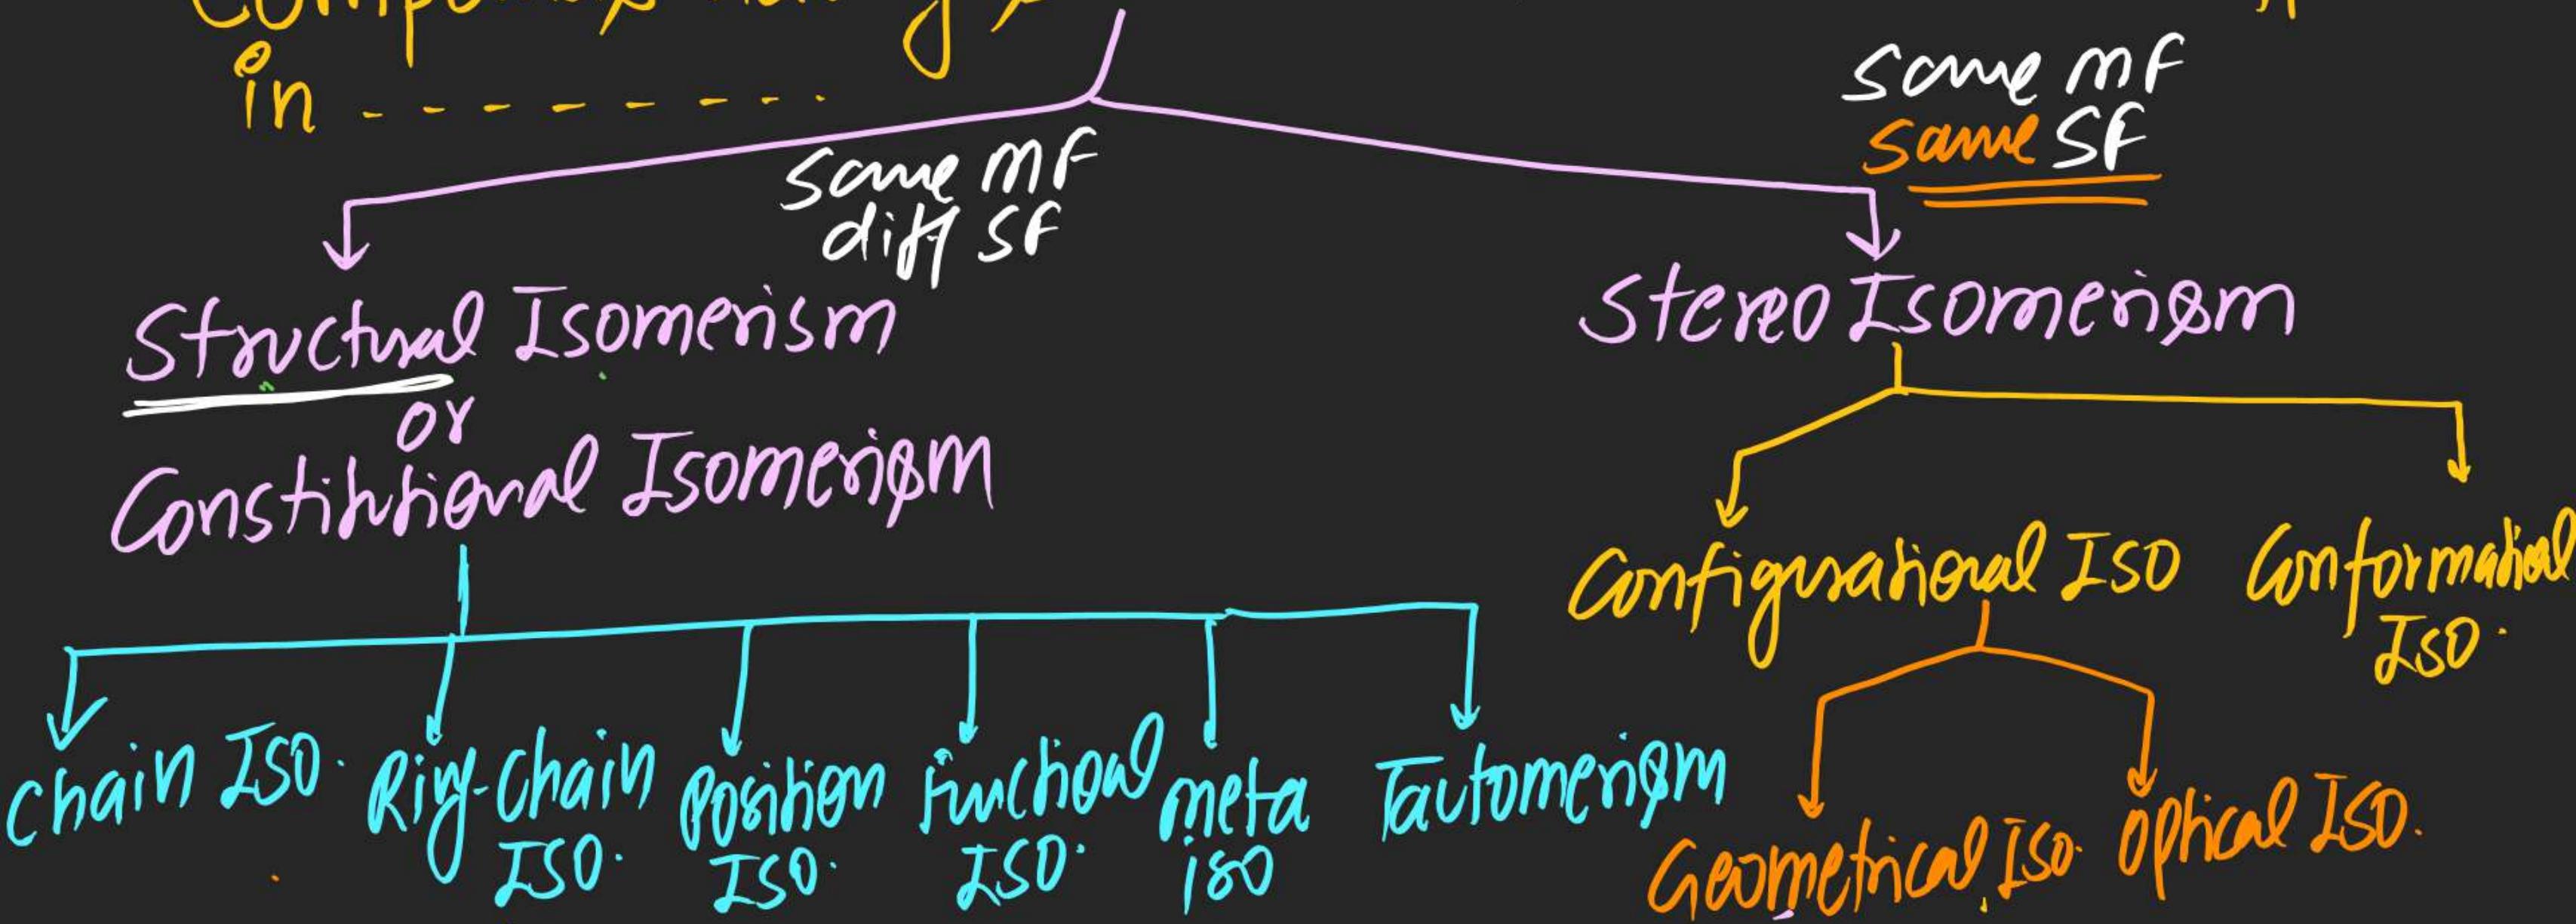 in - - - - - - - -
same MF
same SF
same MF
diff SF
Structural Isomerism
or
Constitutional Isomerism
Stereo Isomerism
Configurational ISO
Conformational
ISO.
Chain ISO.
Ring-Chain
ISO.
Position
ISO.
Functional
ISO.
meta
iso
Tautomerism
Geometrical Iso.
Optical ISO.